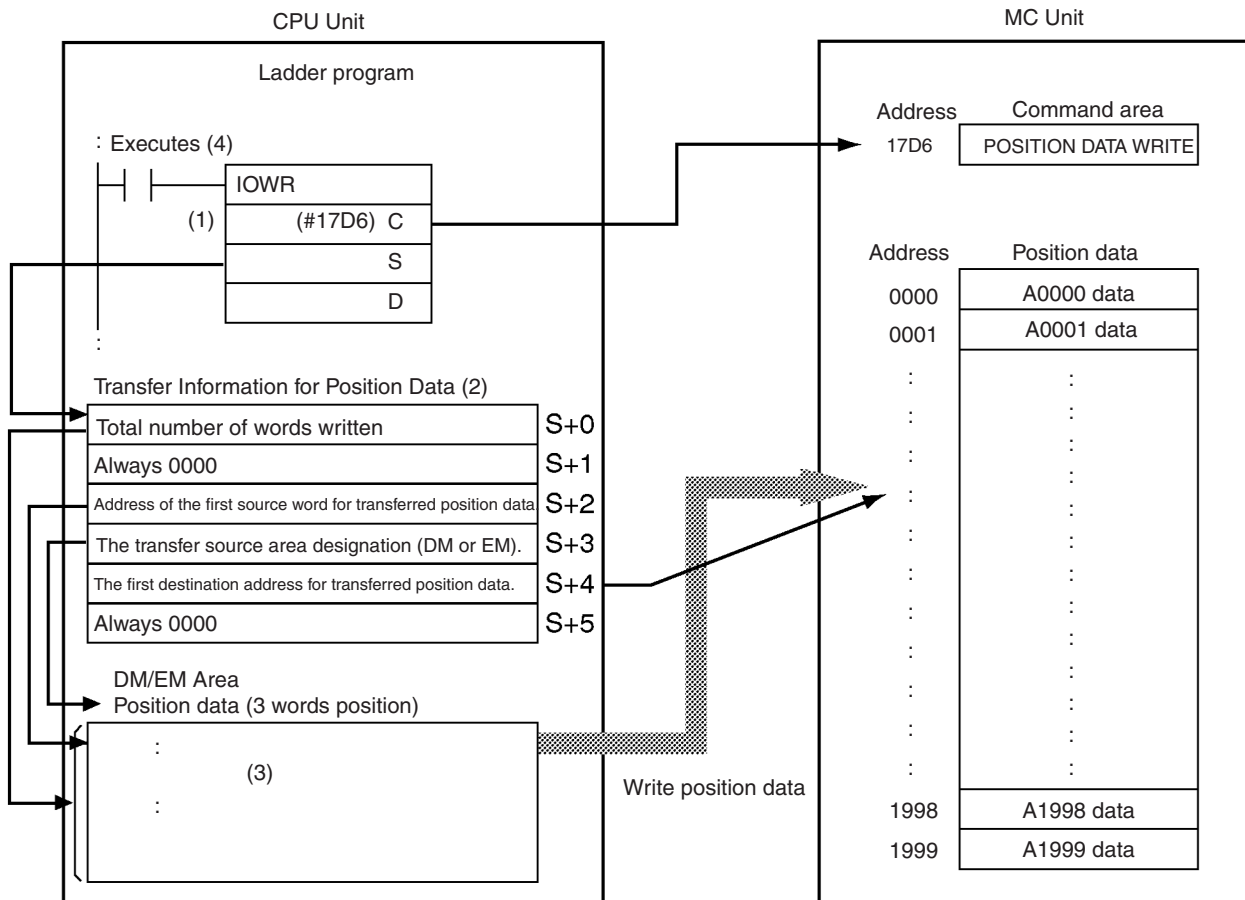 CPU Unit
Ladder program
: Executes (4)
IOWR
(1)
(#17D6) C
S
D
:
Transfer Information for Position Data (2)
Total number of words written S+0
Always 0000 S+1
Address of the first source word for transferred position data. S+2
The transfer source area designation (DM or EM). S+3
The first destination address for transferred position data. S+4
Always 0000 S+5
DM/EM Area
Position data (3 words position)
:
(3)
:
Write position data
MC Unit
Address Command area
17D6 POSITION DATA WRITE
Address Position data
0000 A0000 data
0001 A0001 data
: :
: :
: :
: :
: :
: :
: :
: :
: :
: :
: :
1998 A1998 data
1999 A1999 data